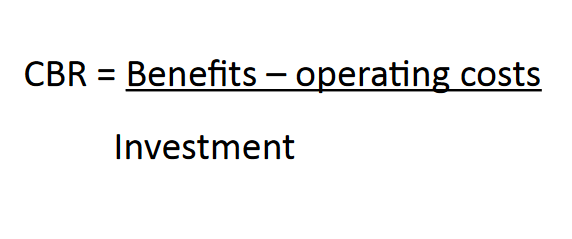 CBR = Benefits – operating costs
Investment